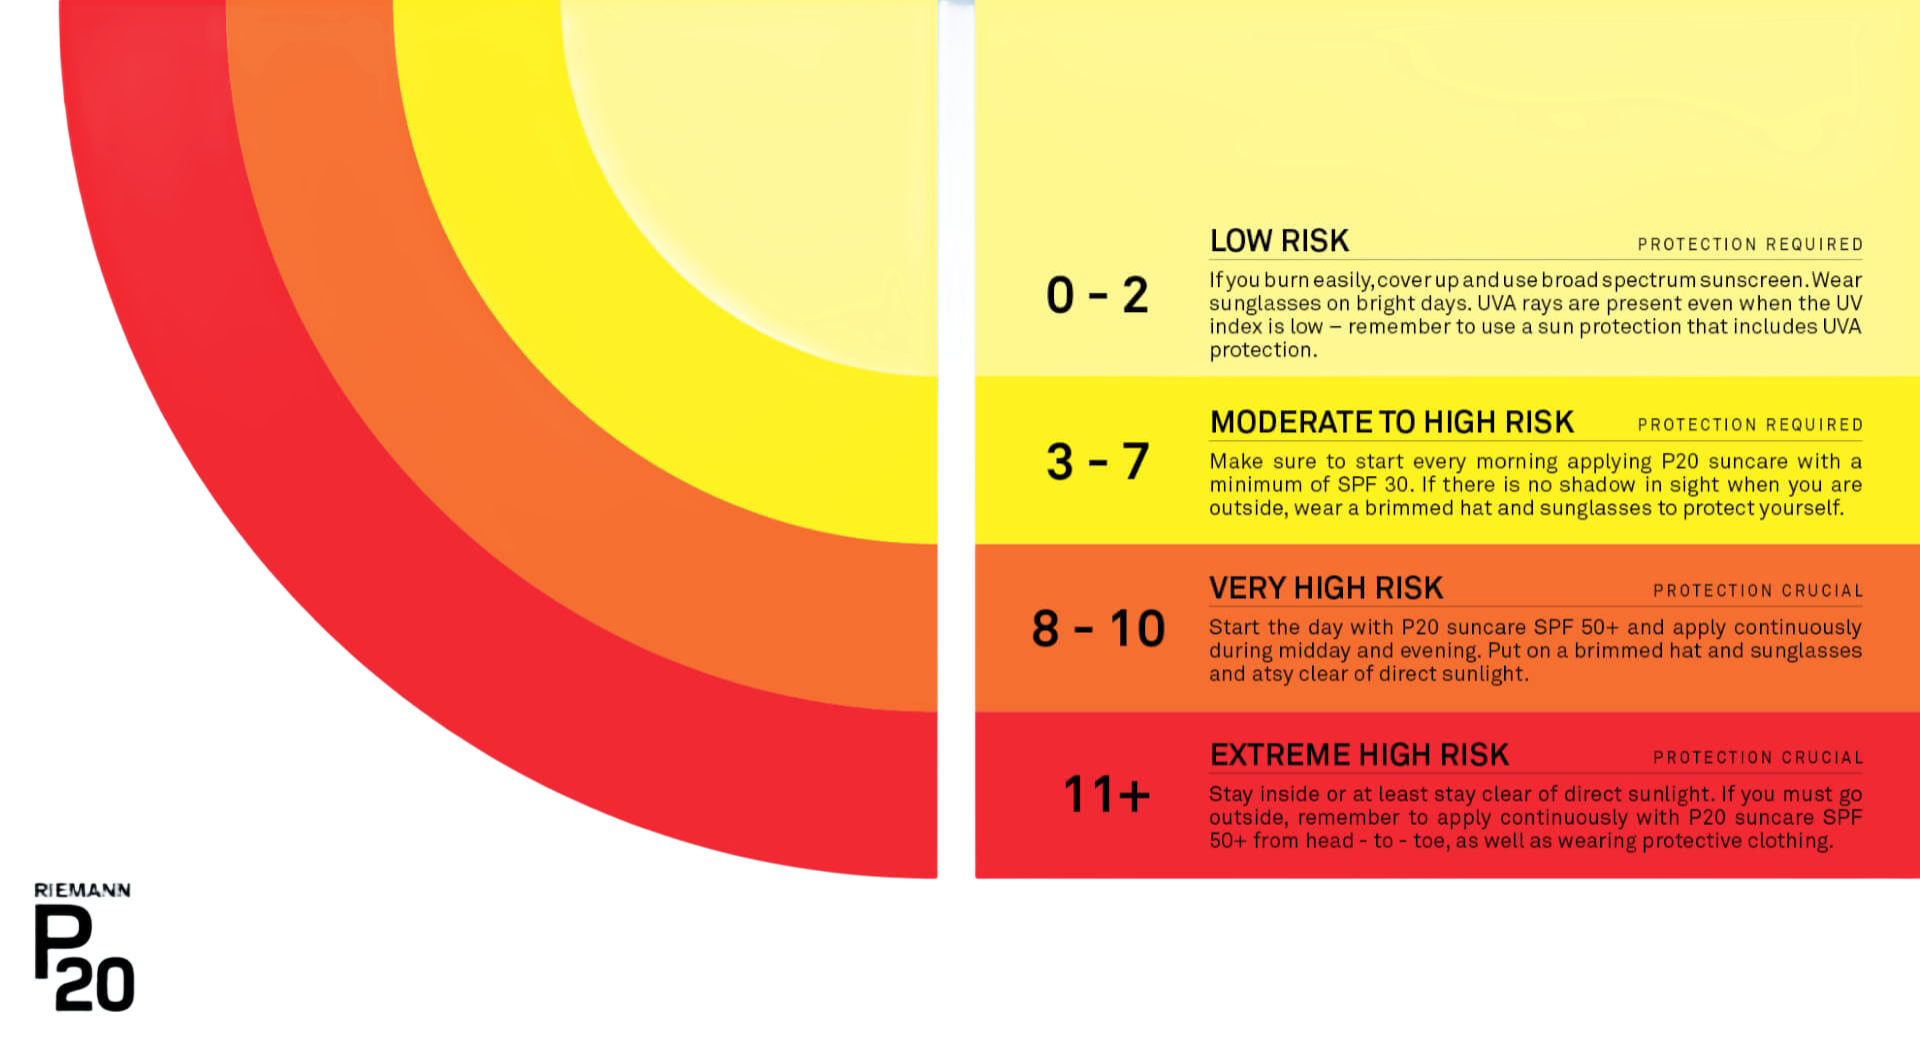 LOW RISK PROTECTION REQUIRED
0 - 2
If you burn easily, cover up and use broad spectrum sunscreen. Wear
sunglasses on bright days. UVA rays are present even when the UV
index is low – remember to use a sun protection that includes UVA
protection.
MODERATE TO HIGH RISK PROTECTION REQUIRED
3 - 7
Make sure to start every morning applying P20 suncare with a
minimum of SPF 30. If there is no shadow in sight when you are
outside, wear a brimmed hat and sunglasses to protect yourself.
VERY HIGH RISK PROTECTION CRUCIAL
8 - 10
Start the day with P20 suncare SPF 50+ and apply continuously
during midday and evening. Put on a brimmed hat and sunglasses
and atsy clear of direct sunlight.
EXTREME HIGH RISK PROTECTION CRUCIAL
11+
Stay inside or at least stay clear of direct sunlight. If you must go
outside, remember to apply continuously with P20 suncare SPF
50+ from head - to - toe, as well as wearing protective clothing.
RIEMANN
P20